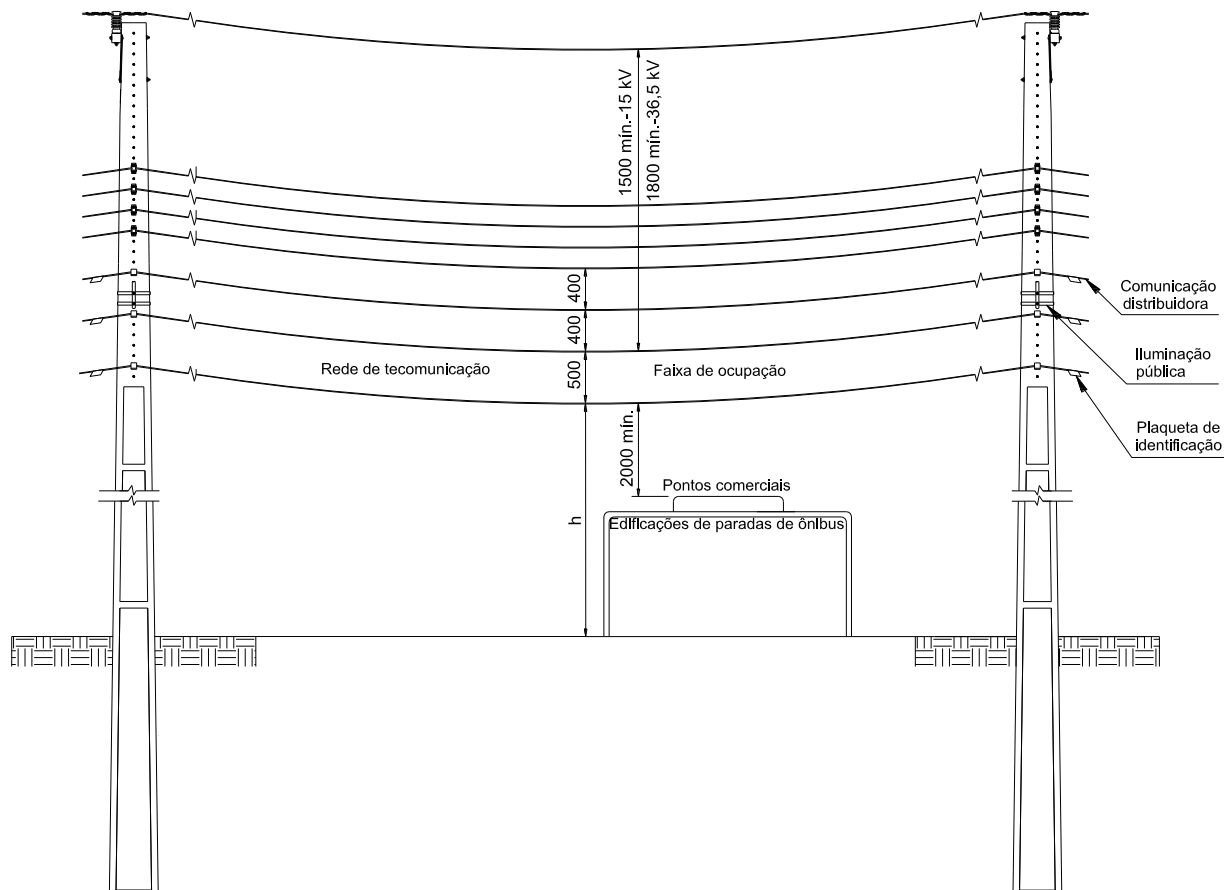 1500 mín.-15 kV
1800 mín.-36,5 kV
400
400
500
Comunicação
distribuidora
Iluminação
pública
Rede de tecomunicação
Faixa de ocupação
Plaqueta de
identificação
2000 mín.
h
Pontos comerciais
Edificações de paradas de ônibus